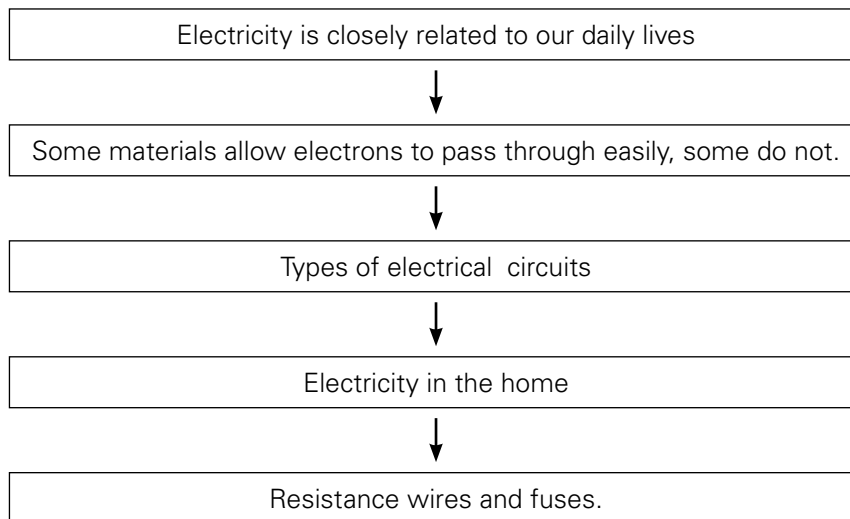 Electricity is closely related to our daily lives
Some materials allow electrons to pass through easily, some do not.
Types of electrical circuits
Electricity in the home
Resistance wires and fuses.